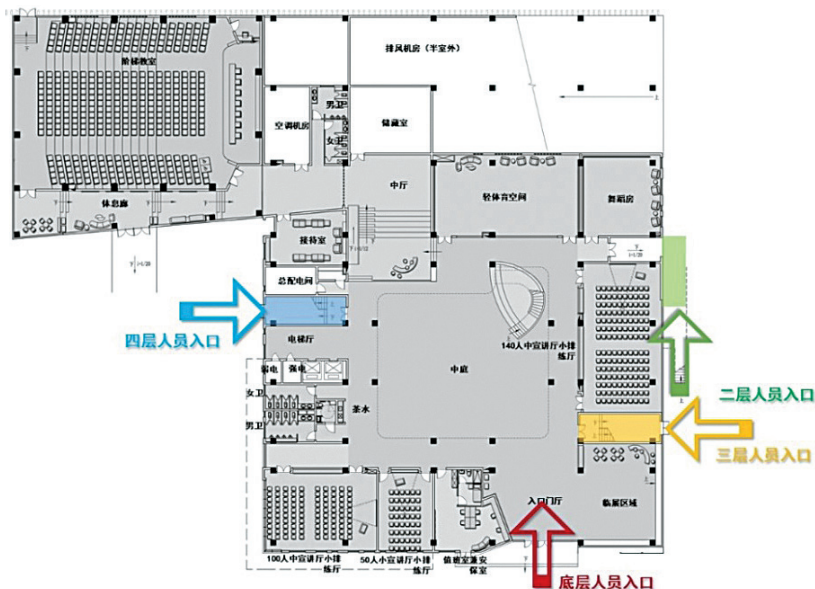 排风机房（半室外）
阶梯教室
男卫
空调机房
储藏室
女卫
中厅
轻体育空间
舞蹈房
休息廊
接待室
总配电间
四层人员入口
电梯厅
140人中宣讲厅小排
练厅
弱电
强电
中庭
二层人员入口
女卫
茶水
男卫
三层人员入口
入口门厅
临展区域
100人中宣讲厅小排
练厅
50人小宣讲厅小排
练厅
值班室兼安
保室
底层人员入口